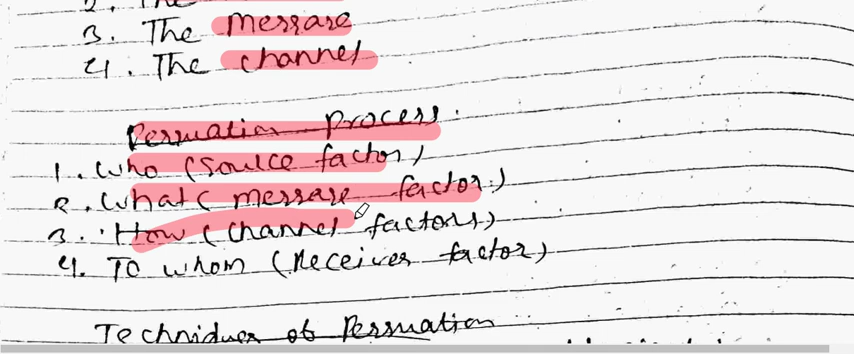 3. The message
4. The channel
Persuation Process.
1. Who (source factor)
2. What (message factor)
3. How (channel factors)
4. To whom (Receiver factor)
Techniques of Persuation